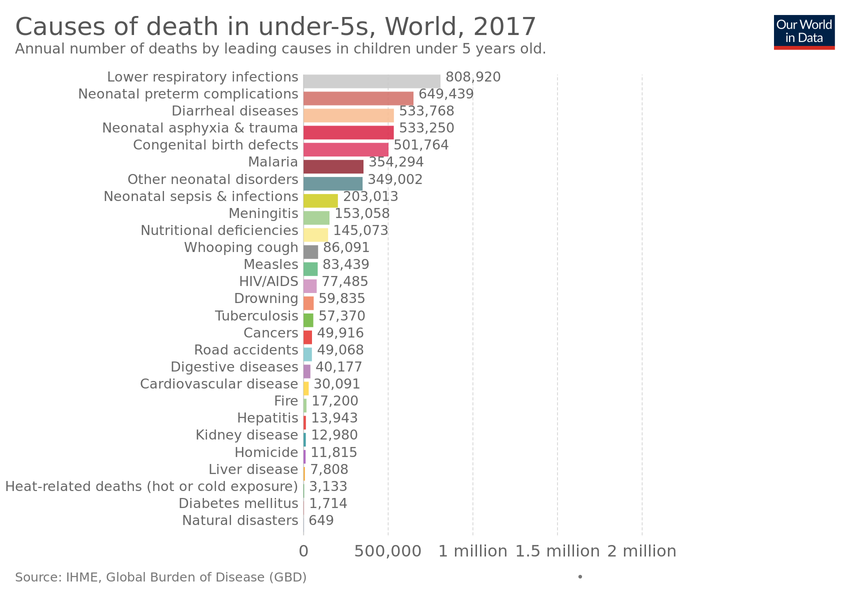 Causes of death in under-5s, World, 2017
Annual number of deaths by leading causes in children under 5 years old.
Our World
in Data
Lower respiratory infections 808,920
Neonatal preterm complications 649,439
Diarrheal diseases 533,768
Neonatal asphyxia & trauma 533,250
Congenital birth defects 501,764
Malaria 354,294
Other neonatal disorders 349,002
Neonatal sepsis & infections 203,013
Meningitis 153,058
Nutritional deficiencies 145,073
Whooping cough 86,091
Measles 83,439
HIV/AIDS 77,485
Drowning 59,835
Tuberculosis 57,370
Cancers 49,916
Road accidents 49,068
Digestive diseases 40,177
Cardiovascular disease 30,091
Fire 17,200
Hepatitis 13,943
Kidney disease 12,980
Homicide 11,815
Liver disease 7,808
Heat-related deaths (hot or cold exposure) 3,133
Diabetes mellitus 1,714
Natural disasters 649
0 500,000 1 million 1.5 million 2 million
Source: IHME, Global Burden of Disease (GBD) •